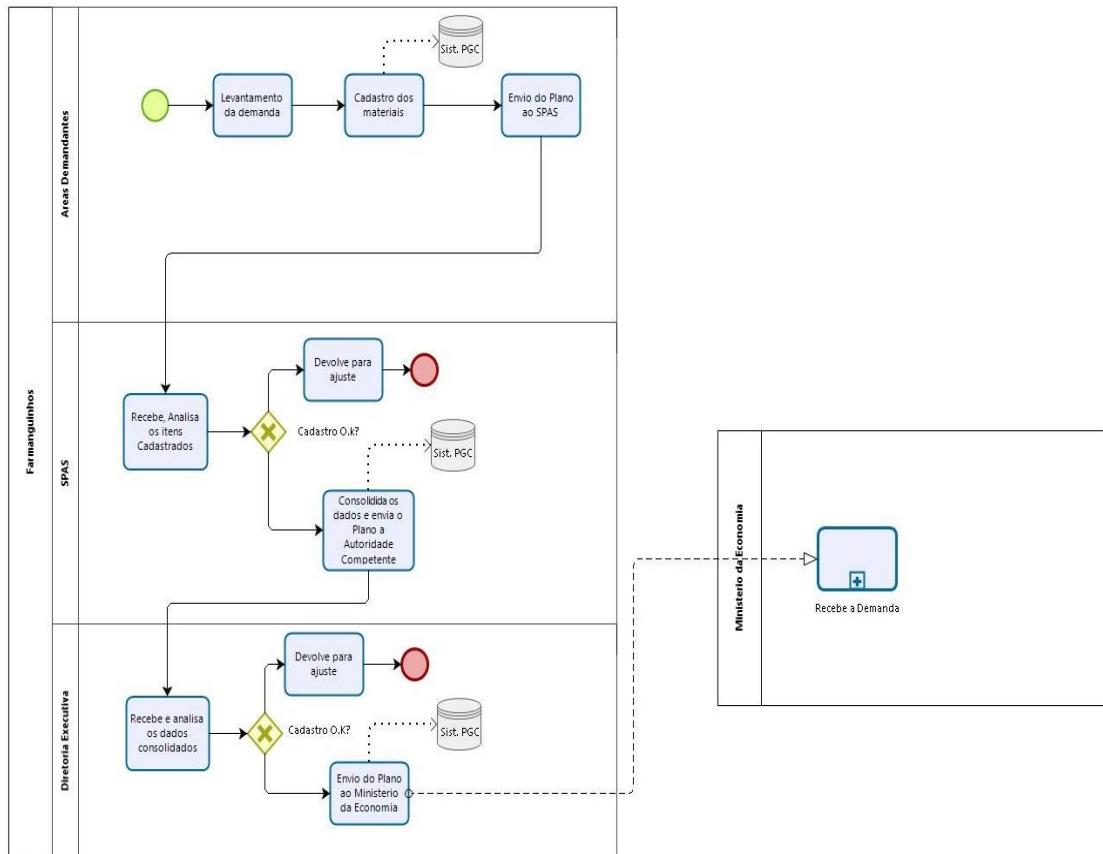 Farmanguinhos
Areas Demandantes
Levantamento
da demanda
Cadastro dos
materiais
Sist. PGC
Envio do Plano
ao SPAS
SPAS
Recebe, Analisa
os itens
Cadastrados
Cadastro O.k?
Devolve para
ajuste
Sist. PGC
Consolidida os
dados e envia o
Plano a
Autoridade
Competente
Diretoria Executiva
Recebe e analisa
os dados
consolidados
Cadastro O.K?
Devolve para
ajuste
Sist. PGC
Envio do Plano
ao Ministerio
da Economia
Ministerio da Economia
Recebe a Demanda